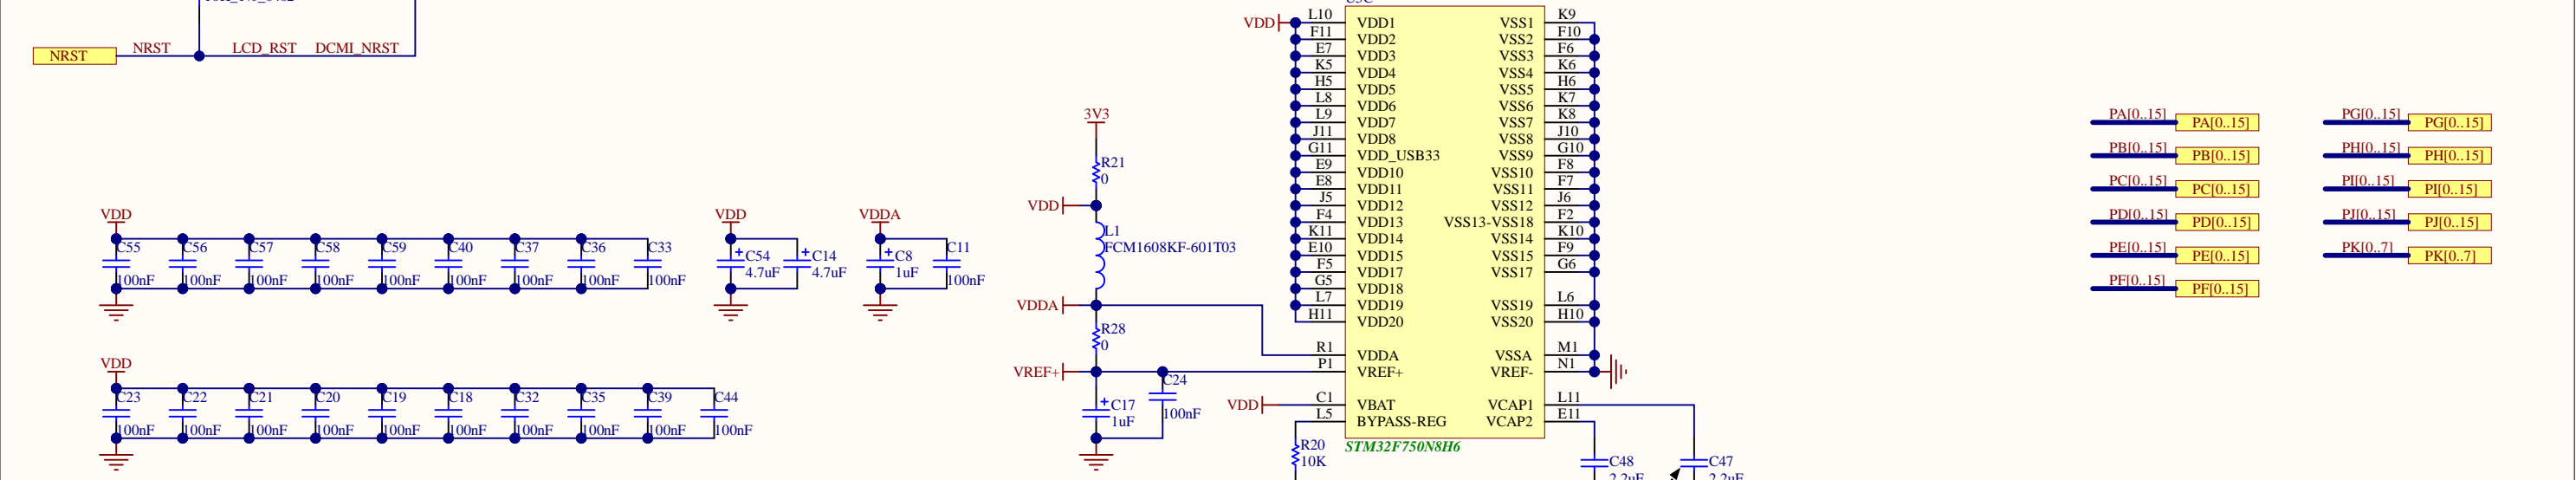 NRST NRST LCD_RST DCMI_NRST
VDD L10 VDD1 VSS1 K9
F11 VDD2 VSS2 F10
E7 VDD3 VSS3 F6
K5 VDD4 VSS4 K6
H5 VDD5 VSS5 H6
L8 VDD6 VSS6 K7
L9 VDD7 VSS7 K8
J11 VDD8 VSS8 J10
G11 VDD_USB33 VSS9 G10
E9 VDD10 VSS10 F8
E8 VDD11 VSS11 F7
J5 VDD12 VSS12 J6
F4 VDD13 VSS13-VSS18 F2
K11 VDD14 VSS14 K10
E10 VDD15 VSS15 F9
F5 VDD17 VSS17 G6
G5 VDD18
L7 VDD19 VSS19 L6
H11 VDD20 VSS20 H10
R1 VDDA VSSA M1
P1 VREF+ VREF- N1
VDD C1 VBAT VCAP1 L11
L5 BYPASS-REG VCAP2 E11
STM32F750N8H6
R20
10K
C48
C47
3V3
R21
0
VDD
L1
FCM1608KF-601T03
VDDA
R28
0
VREF+
C17
1uF
C24
100nF
VDD
C55 C56 C57 C58 C59 C40 C37 C36 C33
100nF 100nF 100nF 100nF 100nF 100nF 100nF 100nF 100nF
VDD
C54 C14
4.7uF 4.7uF
VDDA
C8 C11
1uF 100nF
VDD
C23 C22 C21 C20 C19 C18 C32 C35 C39 C44
100nF 100nF 100nF 100nF 100nF 100nF 100nF 100nF 100nF 100nF
PA[0..15] PA[0..15] PG[0..15] PG[0..15]
PB[0..15] PB[0..15] PH[0..15] PH[0..15]
PC[0..15] PC[0..15] PI[0..15] PI[0..15]
PD[0..15] PD[0..15] PJ[0..15] PJ[0..15]
PE[0..15] PE[0..15] PK[0..7] PK[0..7]
PF[0..15] PF[0..15]